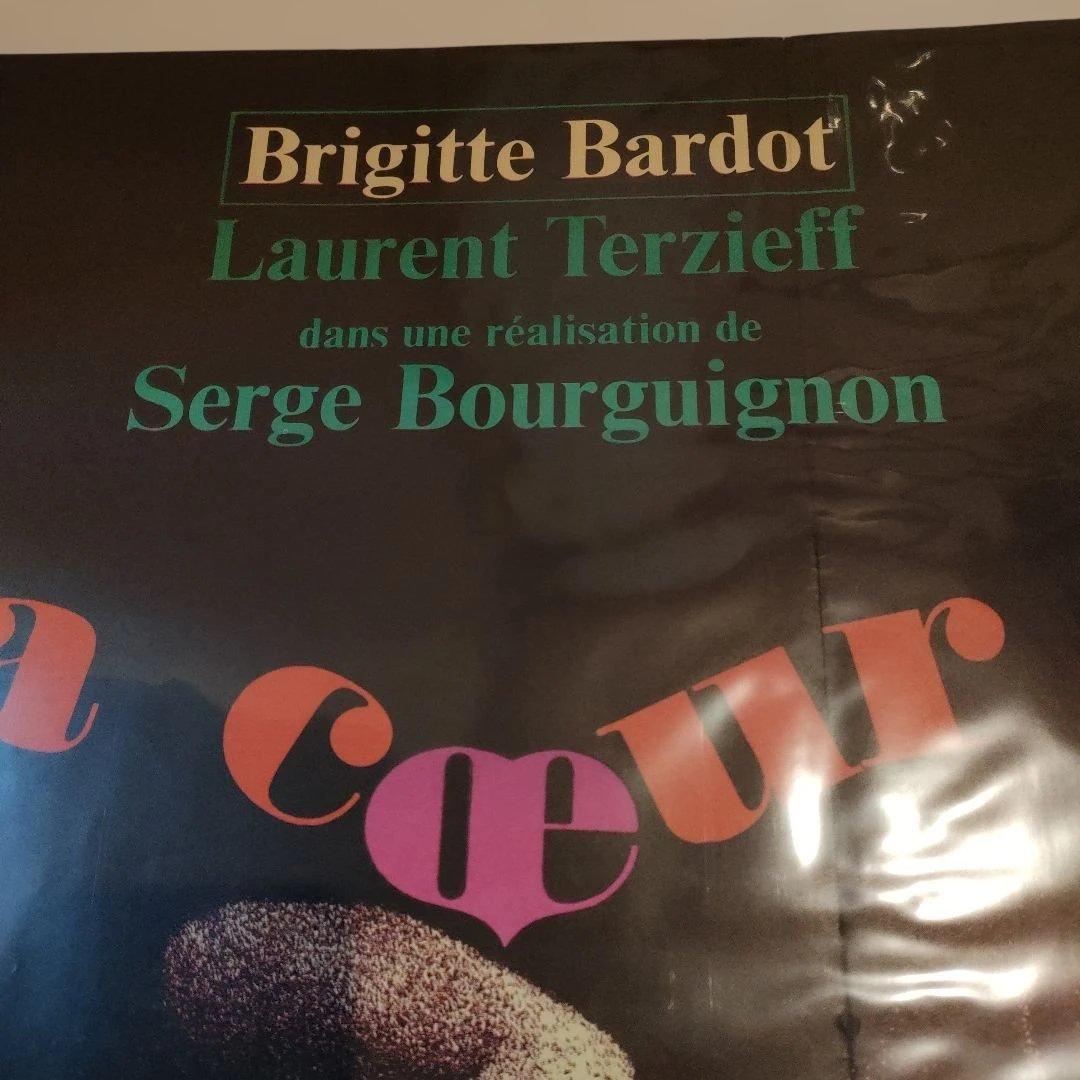 Brigitte Bardot
Laurent Terzieff
dans une réalisation de
Serge Bourguignon
a cœur